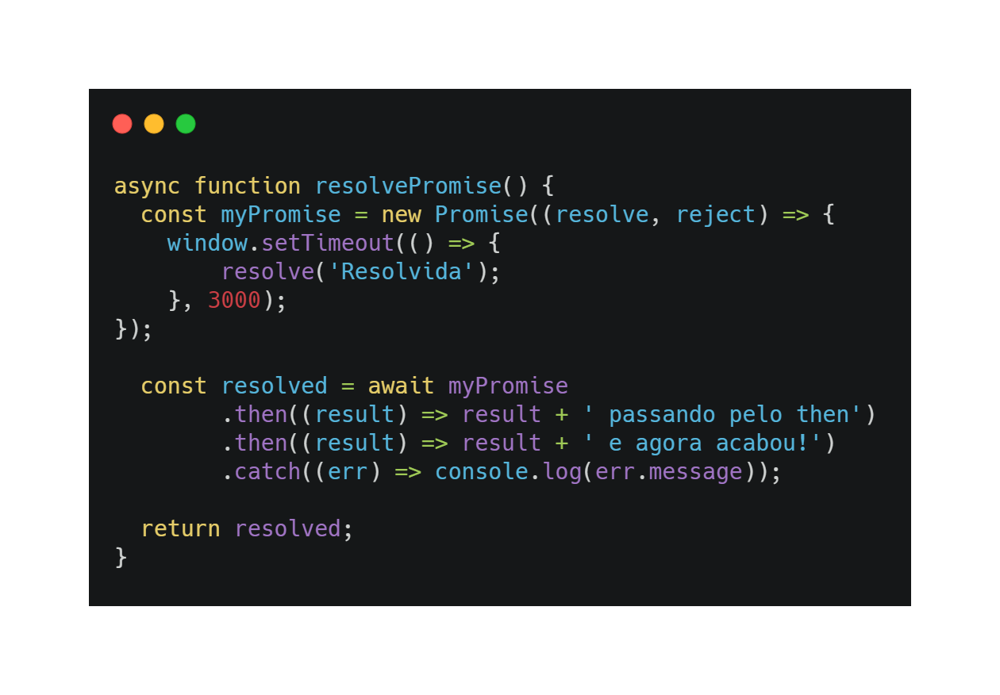 async function resolvePromise() {
  const myPromise = new Promise((resolve, reject) => {
    window.setTimeout(() => {
        resolve('Resolvida');
    }, 3000);
});

  const resolved = await myPromise
        .then((result) => result + ' passando pelo then')
        .then((result) => result + ' e agora acabou!')
        .catch((err) => console.log(err.message));

  return resolved;
}